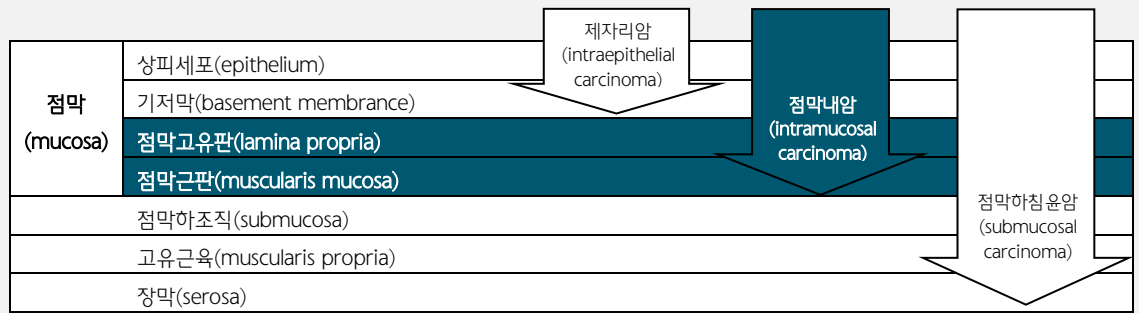 제자리암
(intraepithelial
carcinoma)
점막내암
(intramucosal
carcinoma)
점막하침윤암
(submucosal
carcinoma)
점막
(mucosa)
상피세포(epithelium)
기저막(basement membrance)
점막고유판(lamina propria)
점막근판(muscularis mucosa)
점막하조직(submucosa)
고유근육(muscularis propria)
장막(serosa)